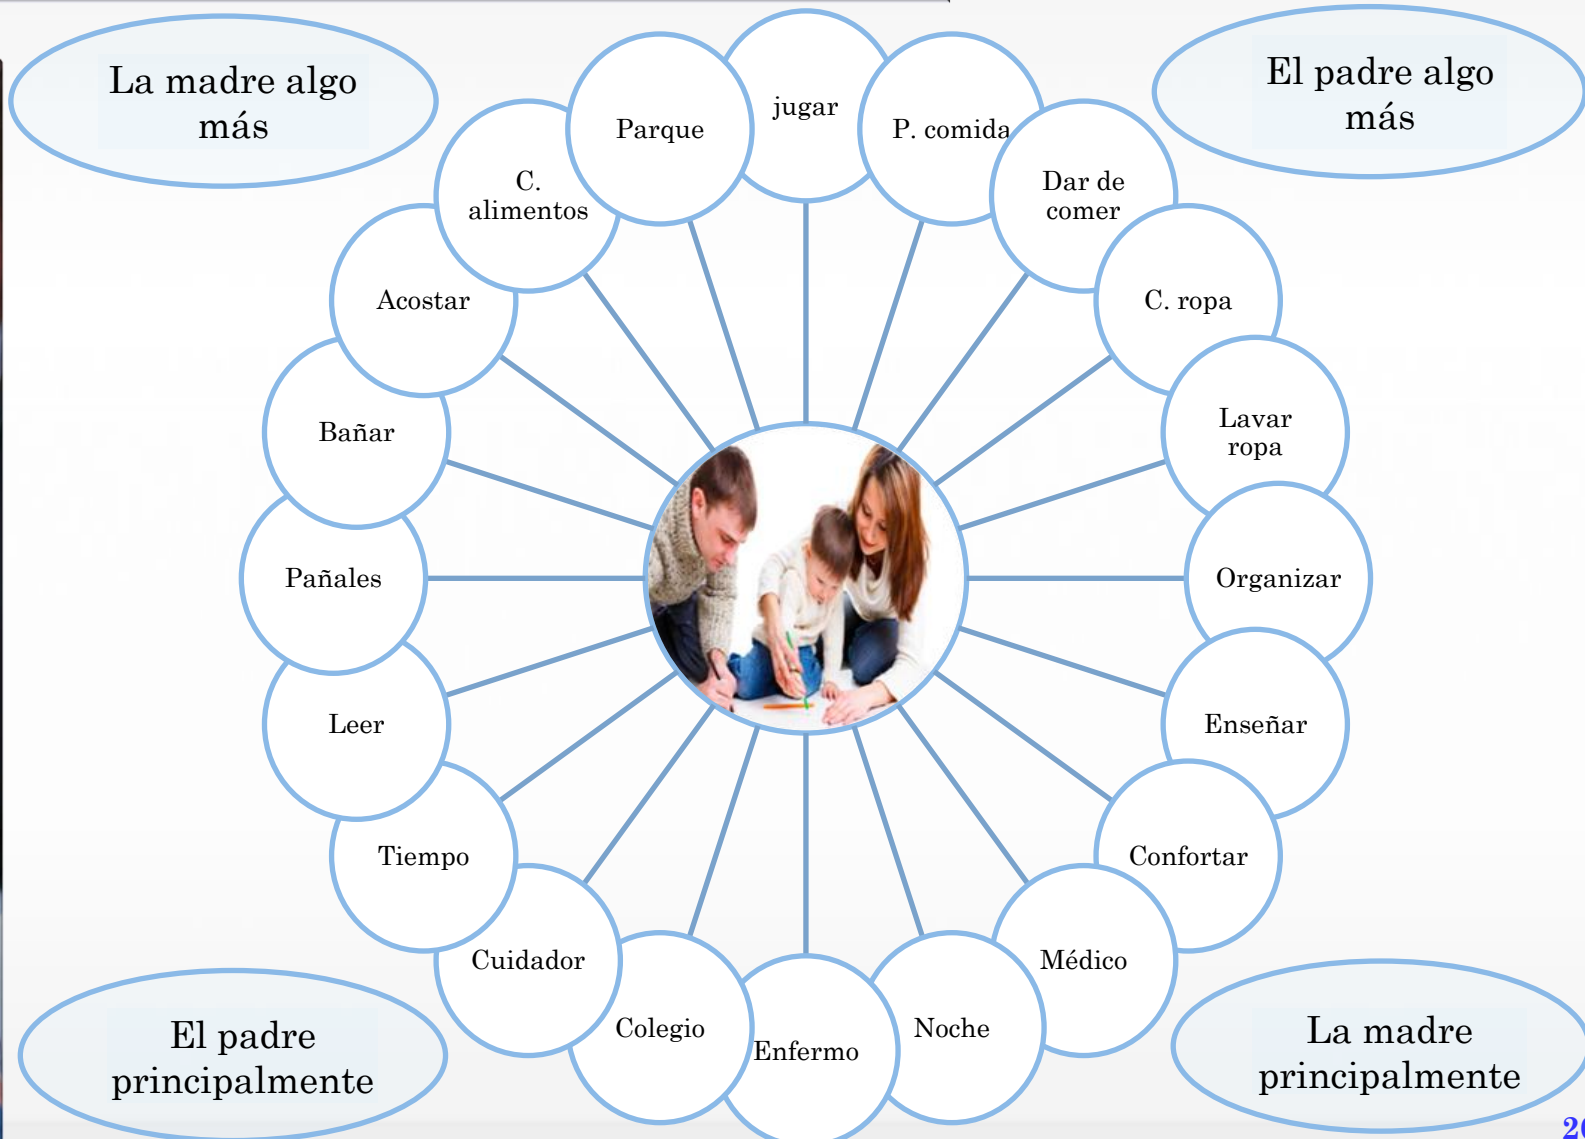 La madre algo
más
El padre algo
más
jugar
P. comida
Dar de
comer
C. ropa
Lavar
ropa
Organizar
Enseñar
Confortar
Médico
Noche
Enfermo
Colegio
Cuidador
Tiempo
Leer
Pañales
Bañar
Acostar
C.
alimentos
Parque
El padre
principalmente
La madre
principalmente